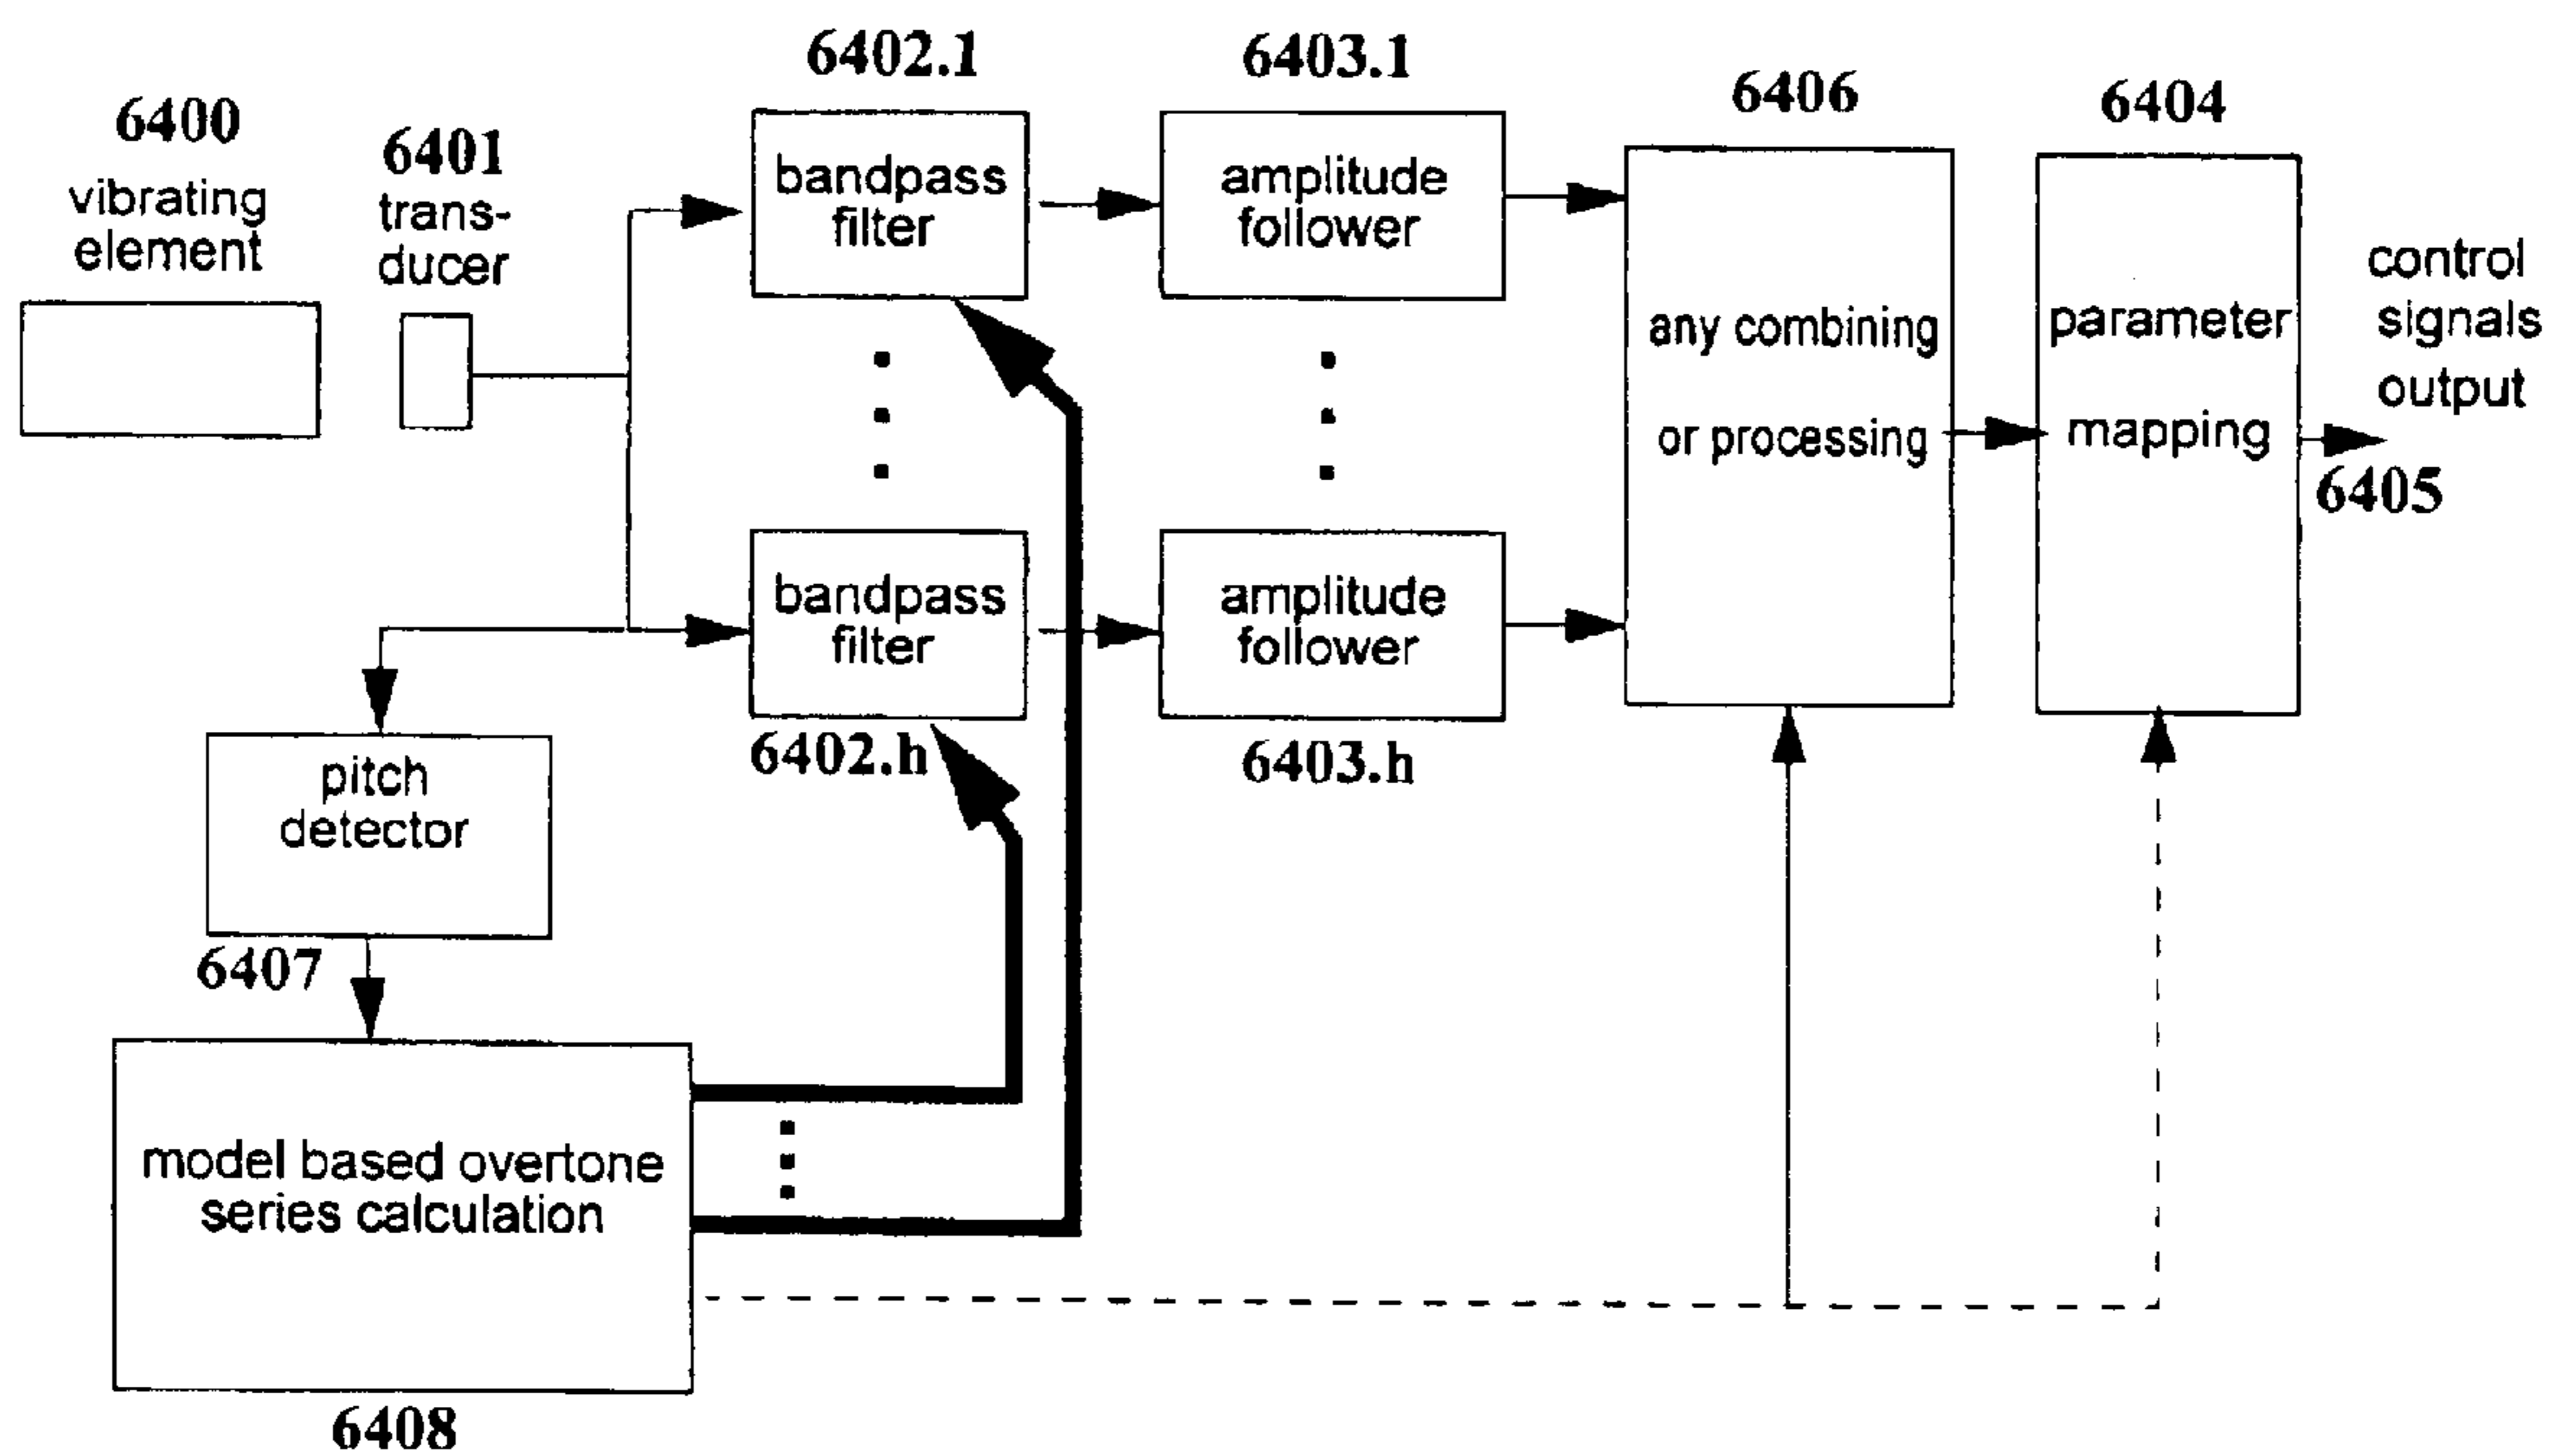 6400
vibrating
element
6401
trans-
ducer
6402.1
bandpass
filter
6403.1
amplitude
follower
6406
any combining
or processing
6404
parameter
mapping
control
signals
output
6405
bandpass
filter
6402.h
amplitude
follower
6403.h
pitch
detector
6407
model based overtone
series calculation
6408